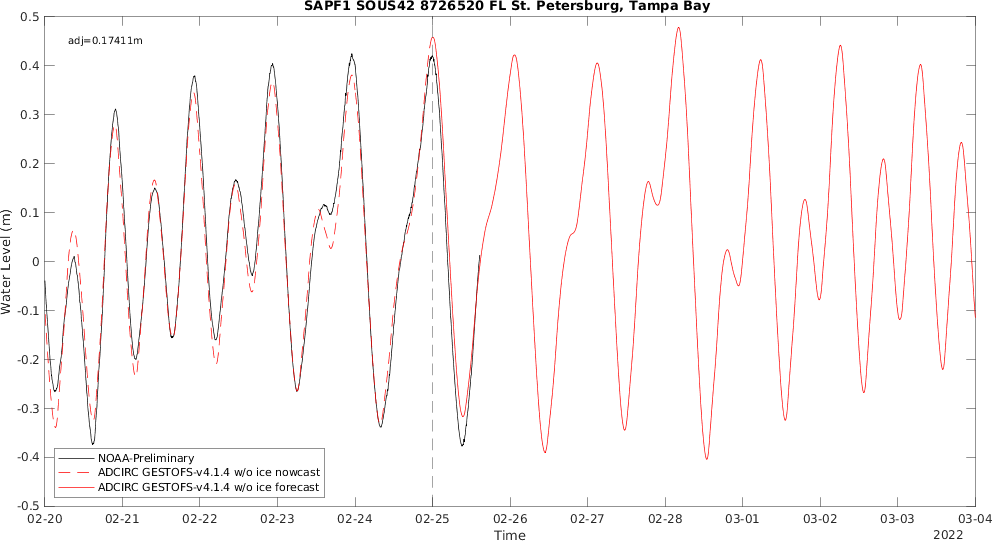 SAPF1 SOUS42 8726520 FL St. Petersburg, Tampa Bay
adj=0.17411m
Water Level (m)
0.5
0.4
0.3
0.2
0.1
0
-0.1
-0.2
-0.3
-0.4
-0.5
NOAA-Preliminary
ADCIRC GESTOFS-v4.1.4 w/o ice nowcast
ADCIRC GESTOFS-v4.1.4 w/o ice forecast
02-20 02-21 02-22 02-23 02-24 02-25 02-26 02-27 02-28 03-01 03-02 03-03 03-04
Time
2022